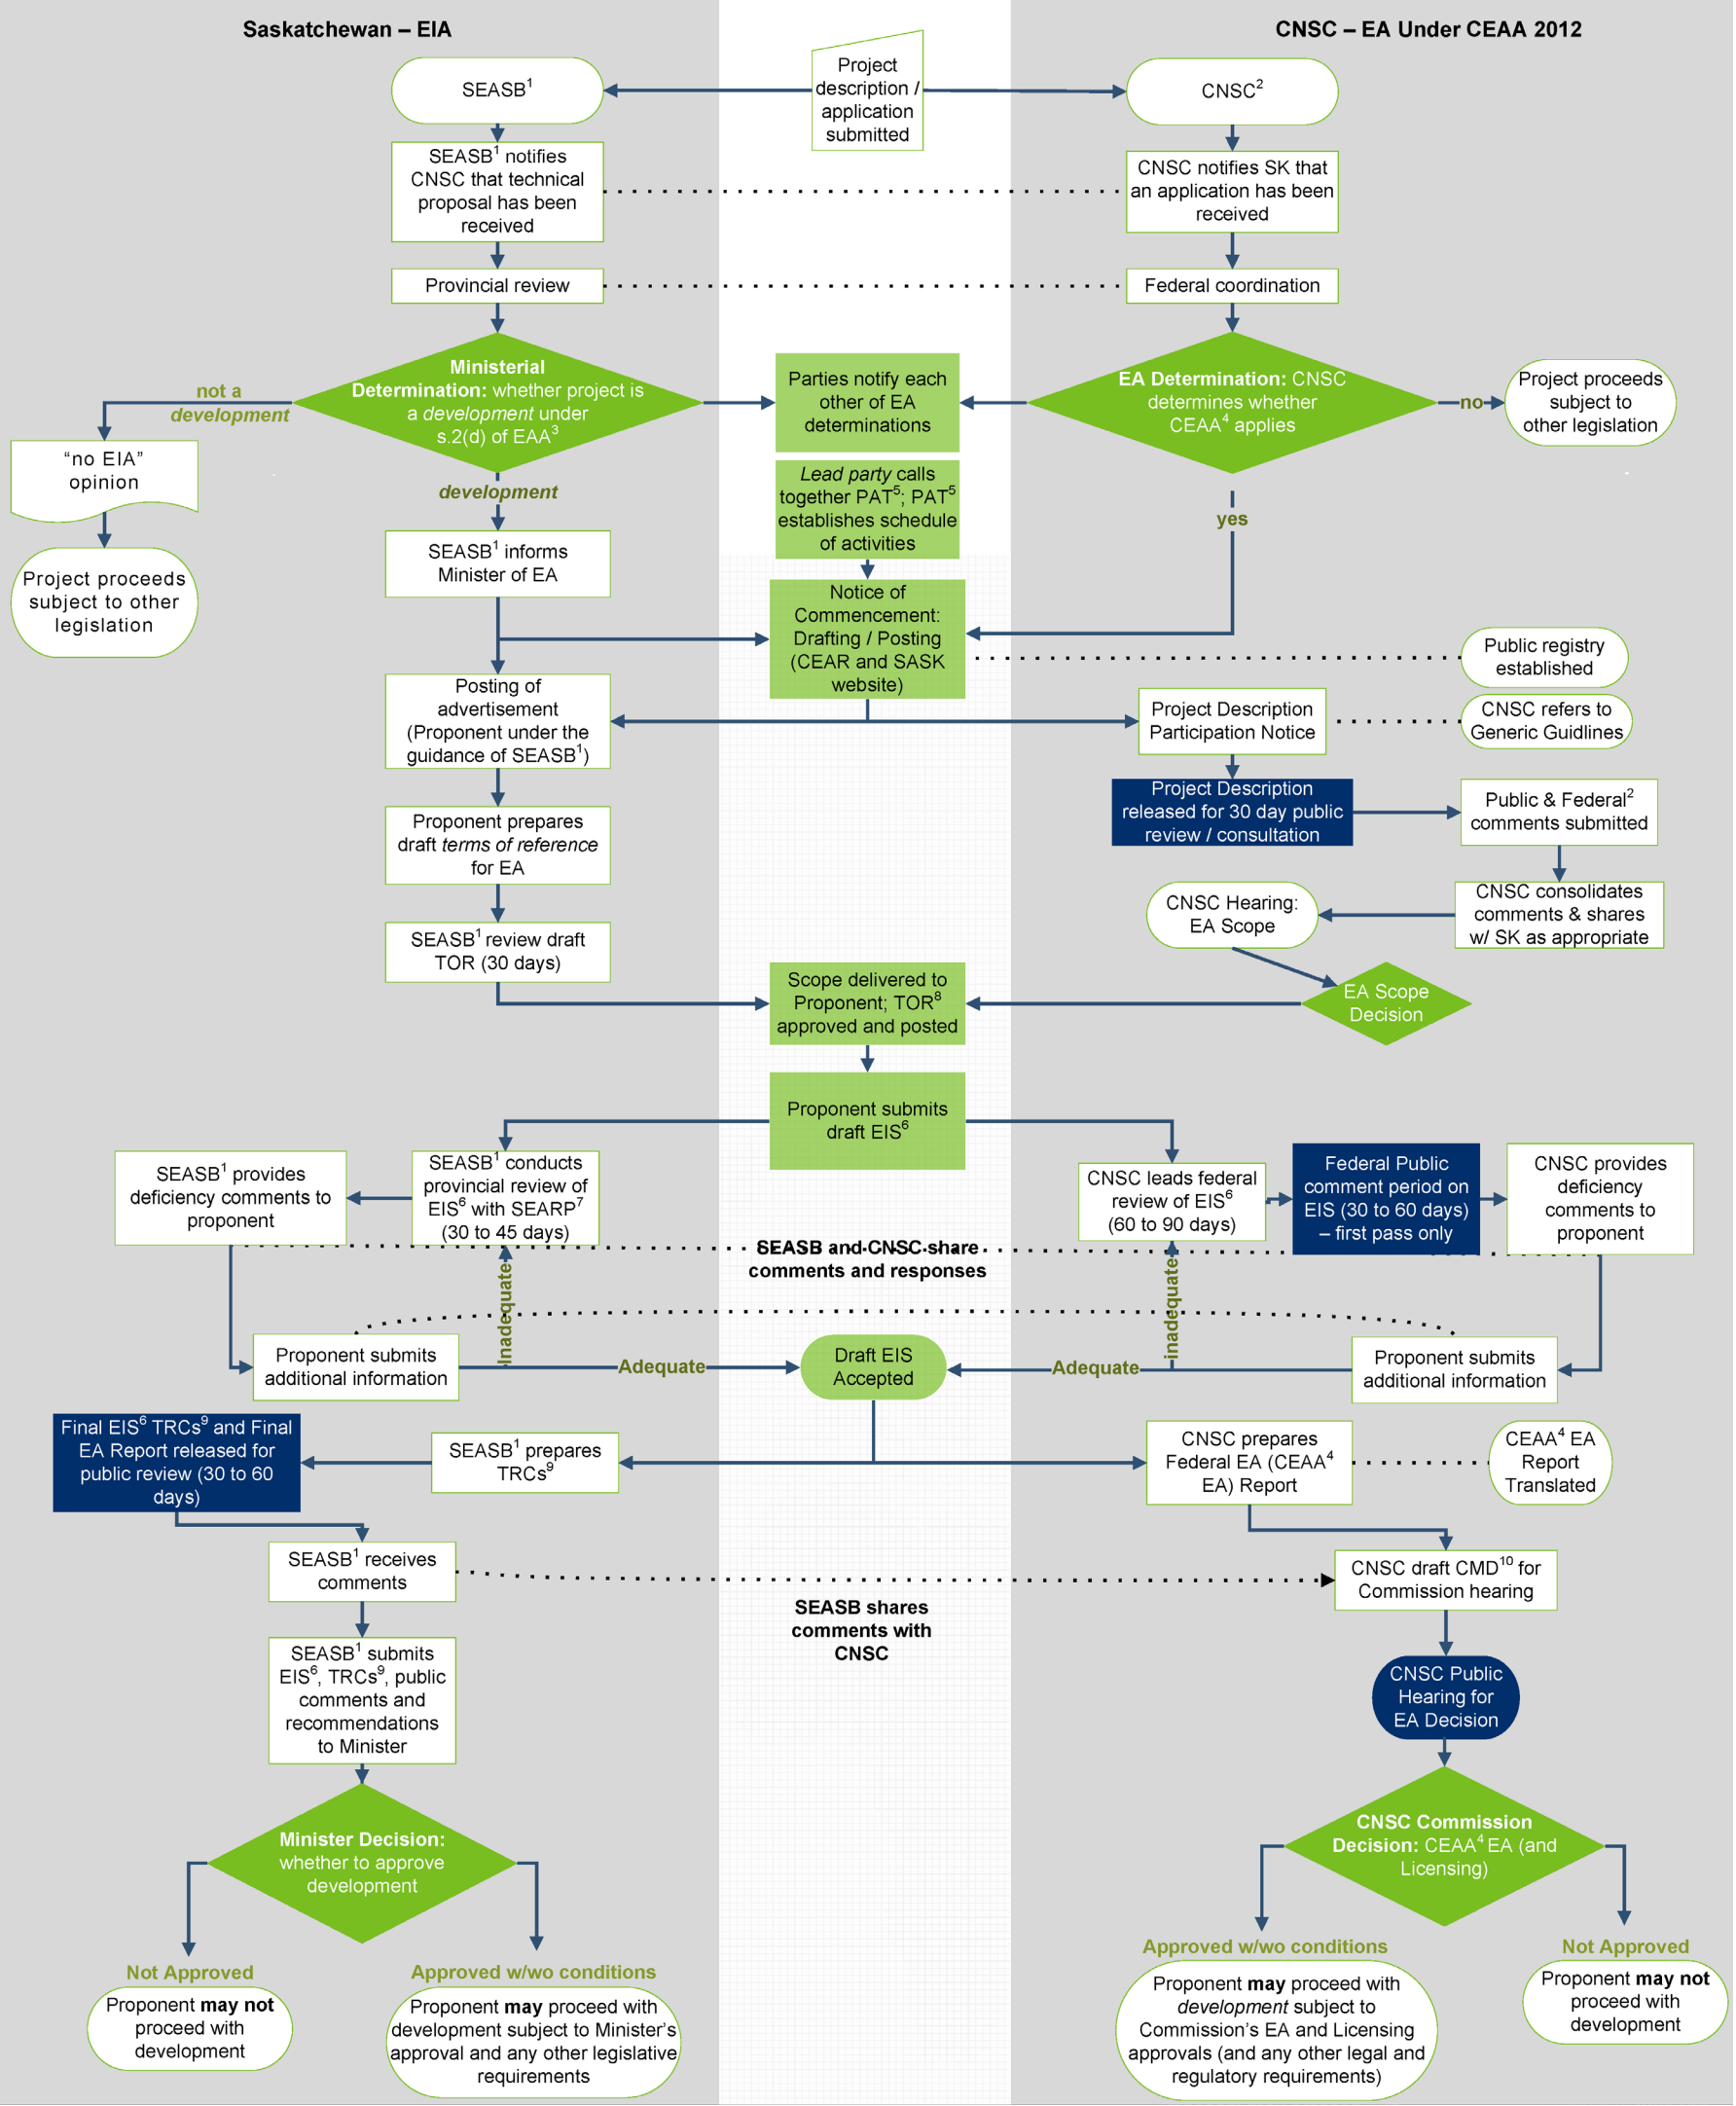 Saskatchewan – EIA
CNSC – EA Under CEAA 2012
Project
description /
application
submitted
SEASB1
CNSC2
SEASB1 notifies
CNSC that technical
proposal has been
received
CNSC notifies SK that
an application has been
received
Provincial review
Federal coordination
Ministerial
Determination: whether project is
a development under
s.2(d) of EAA3
not a
development
Parties notify each
other of EA
determinations
EA Determination: CNSC
determines whether
CEAA4 applies
no
Project proceeds
subject to
other legislation
“no EIA”
opinion
development
Lead party calls
together PAT5; PAT5
establishes schedule
of activities
yes
Project proceeds
subject to other
legislation
SEASB1 informs
Minister of EA
Notice of
Commencement:
Drafting / Posting
(CEAR and SASK
website)
Public registry
established
Posting of
advertisement
(Proponent under the
guidance of SEASB1)
Project Description
Participation Notice
CNSC refers to
Generic Guidlines
Project Description
released for 30 day public
review / consultation
Public & Federal2
comments submitted
Proponent prepares
draft terms of reference
for EA
CNSC Hearing:
EA Scope
CNSC consolidates
comments & shares
w/ SK as appropriate
SEASB1 review draft
TOR (30 days)
Scope delivered to
Proponent; TOR8
approved and posted
EA Scope
Decision
Proponent submits
draft EIS6
SEASB1 provides
deficiency comments to
proponent
SEASB1 conducts
provincial review of
EIS6 with SEARP7
(30 to 45 days)
CNSC leads federal
review of EIS6
(60 to 90 days)
Federal Public
comment period on
EIS (30 to 60 days)
– first pass only
CNSC provides
deficiency
comments to
proponent
SEASB and CNSC share
comments and responses
Inadequate
inadequate
Proponent submits
additional information
Adequate
Draft EIS
Accepted
Adequate
Proponent submits
additional information
Final EIS6 TRCs9 and Final
EA Report released for
public review (30 to 60
days)
SEASB1 prepares
TRCs9
CNSC prepares
Federal EA (CEAA4
EA) Report
CEAA4 EA
Report
Translated
SEASB1 receives
comments
CNSC draft CMD10 for
Commission hearing
SEASB shares
comments with
CNSC
SEASB1 submits
EIS6, TRCs9, public
comments and
recommendations
to Minister
CNSC Public
Hearing for
EA Decision
Minister Decision:
whether to approve
development
CNSC Commission
Decision: CEAA4 EA (and
Licensing)
Not Approved
Approved w/wo conditions
Approved w/wo conditions
Not Approved
Proponent may not
proceed with
development
Proponent may proceed with
development subject to Minister’s
approval and any other legislative
requirements
Proponent may proceed with
development subject to
Commission’s EA and Licensing
approvals (and any other legal and
regulatory requirements)
Proponent may not
proceed with
development